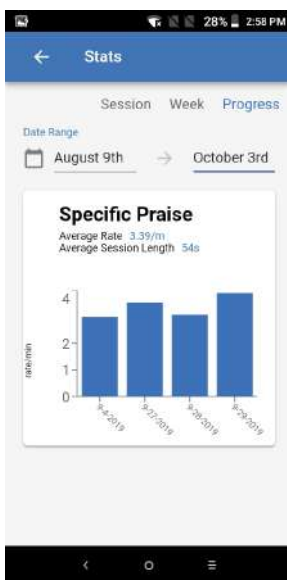 28% 2:58 PM
Stats
Session Week Progress
Date Range
August 9th → October 3rd
Specific Praise
Average Rate 3.39/m
Average Session Length 54s
rate/min
4
2
1
0
9-4-2019 9-27-2019 9-28-2019 9-29-2019